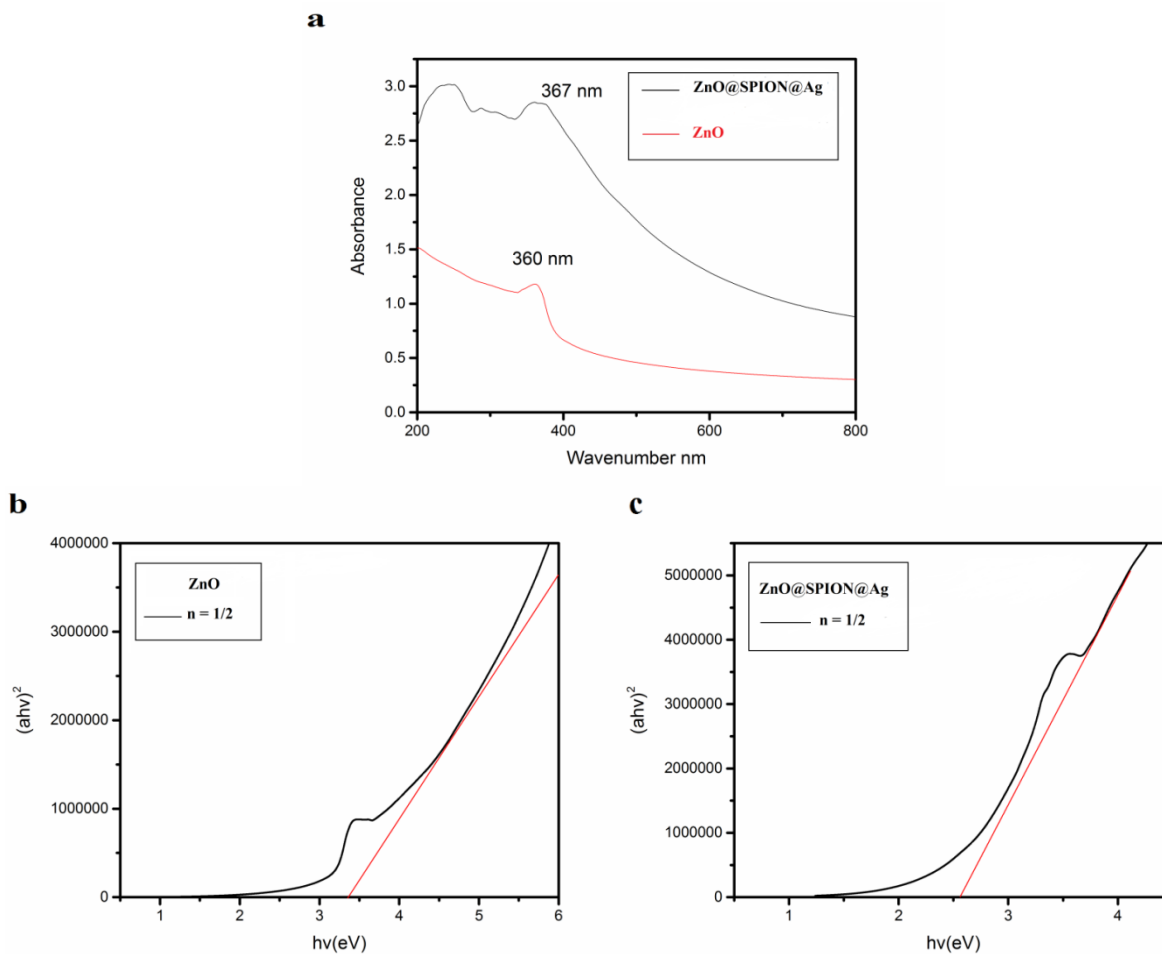 a
3.0
2.5
2.0
1.5
1.0
0.5
0.0
Absorbance
367 nm
360 nm
ZnO@SPION@Ag
ZnO
200
400
600
800
Wavenumber nm
b
4000000
3000000
2000000
1000000
0
(ahv)²
ZnO
n = 1/2
1
2
3
4
5
6
hv(eV)
c
5000000
4000000
3000000
2000000
1000000
0
(ahv)²
ZnO@SPION@Ag
n = 1/2
1
2
3
4
hv(eV)